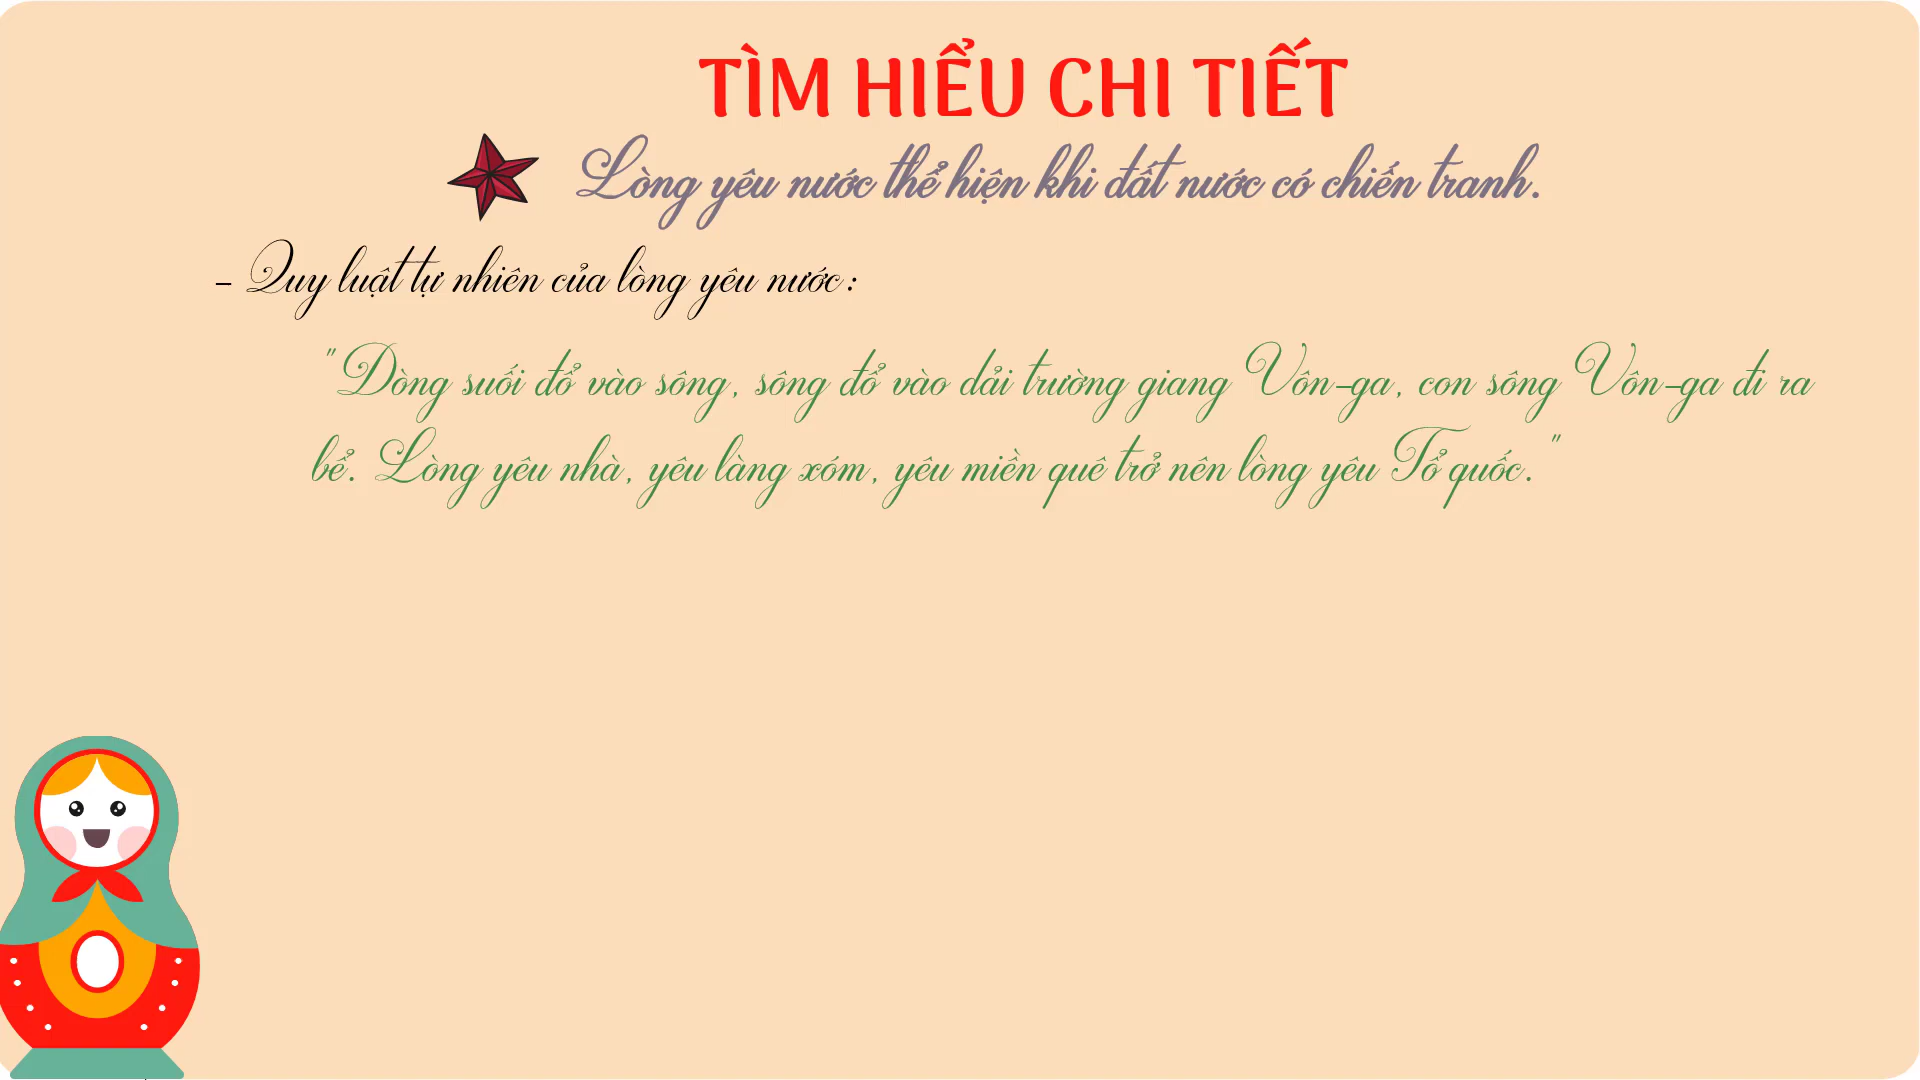 TÌM HIỂU CHI TIẾT
Lòng yêu nước thể hiện khi đất nước có chiến tranh.
- Quy luật tự nhiên của lòng yêu nước:
"Dòng suối đổ vào sông, sông đổ vào dải trường giang Vôn-ga, con sông Vôn-ga đi ra
bể. Lòng yêu nhà, yêu làng xóm, yêu miền quê trở nên lòng yêu Tổ quốc."